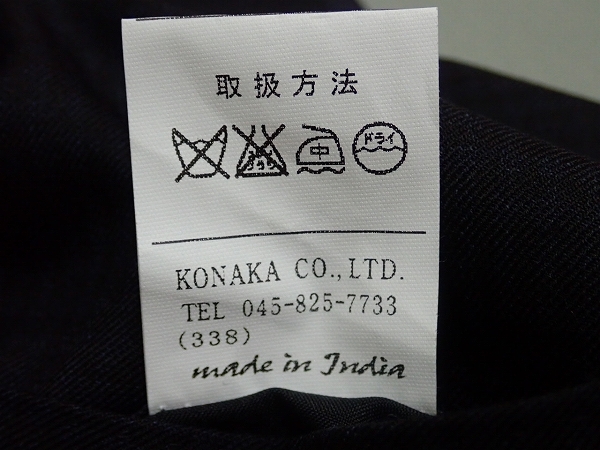 取扱方法
中 ドライ
KONAKA CO.,LTD.
TEL 045-825-7733
(338)
made in India